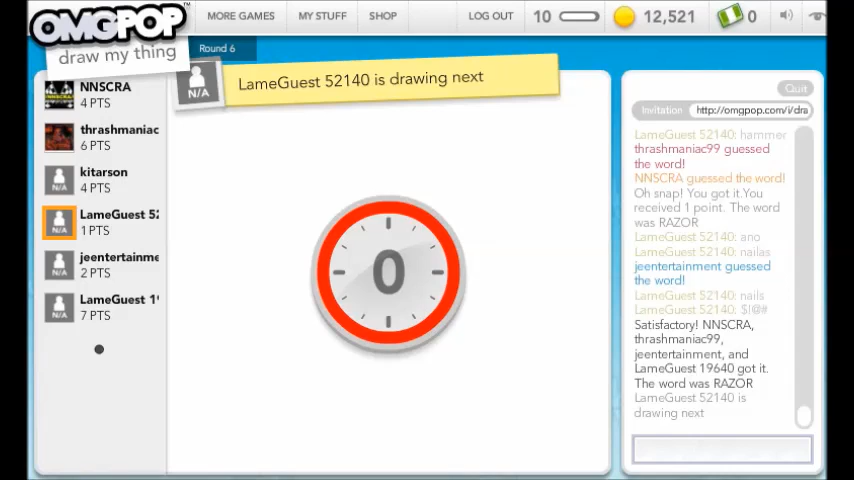 OMGPOP™
draw my thing
MORE GAMES
MY STUFF
SHOP
LOG OUT
10
12,521
0
Round 6
N/A
LameGuest 52140 is drawing next
NNSCRA
4 PTS
thrashmaniac
6 PTS
N/A
kitarson
4 PTS
N/A
LameGuest 52
1 PTS
N/A
jeentertainme
2 PTS
N/A
LameGuest 19
7 PTS
0
Quit
Invitation http://omgpop.com/i/dra
LameGuest 52140: hammer
thrashmaniac99 guessed
the word!
NNSCRA guessed the word!
Oh snap! You got it.You
received 1 point. The word
was RAZOR
LameGuest 52140: ano
LameGuest 52140: nailas
jeentertainment guessed
the word!
LameGuest 52140: nails
LameGuest 52140: $!@#
Satisfactory! NNSCRA,
thrashmaniac99,
jeentertainment, and
LameGuest 19640 got it.
The word was RAZOR
LameGuest 52140 is
drawing next